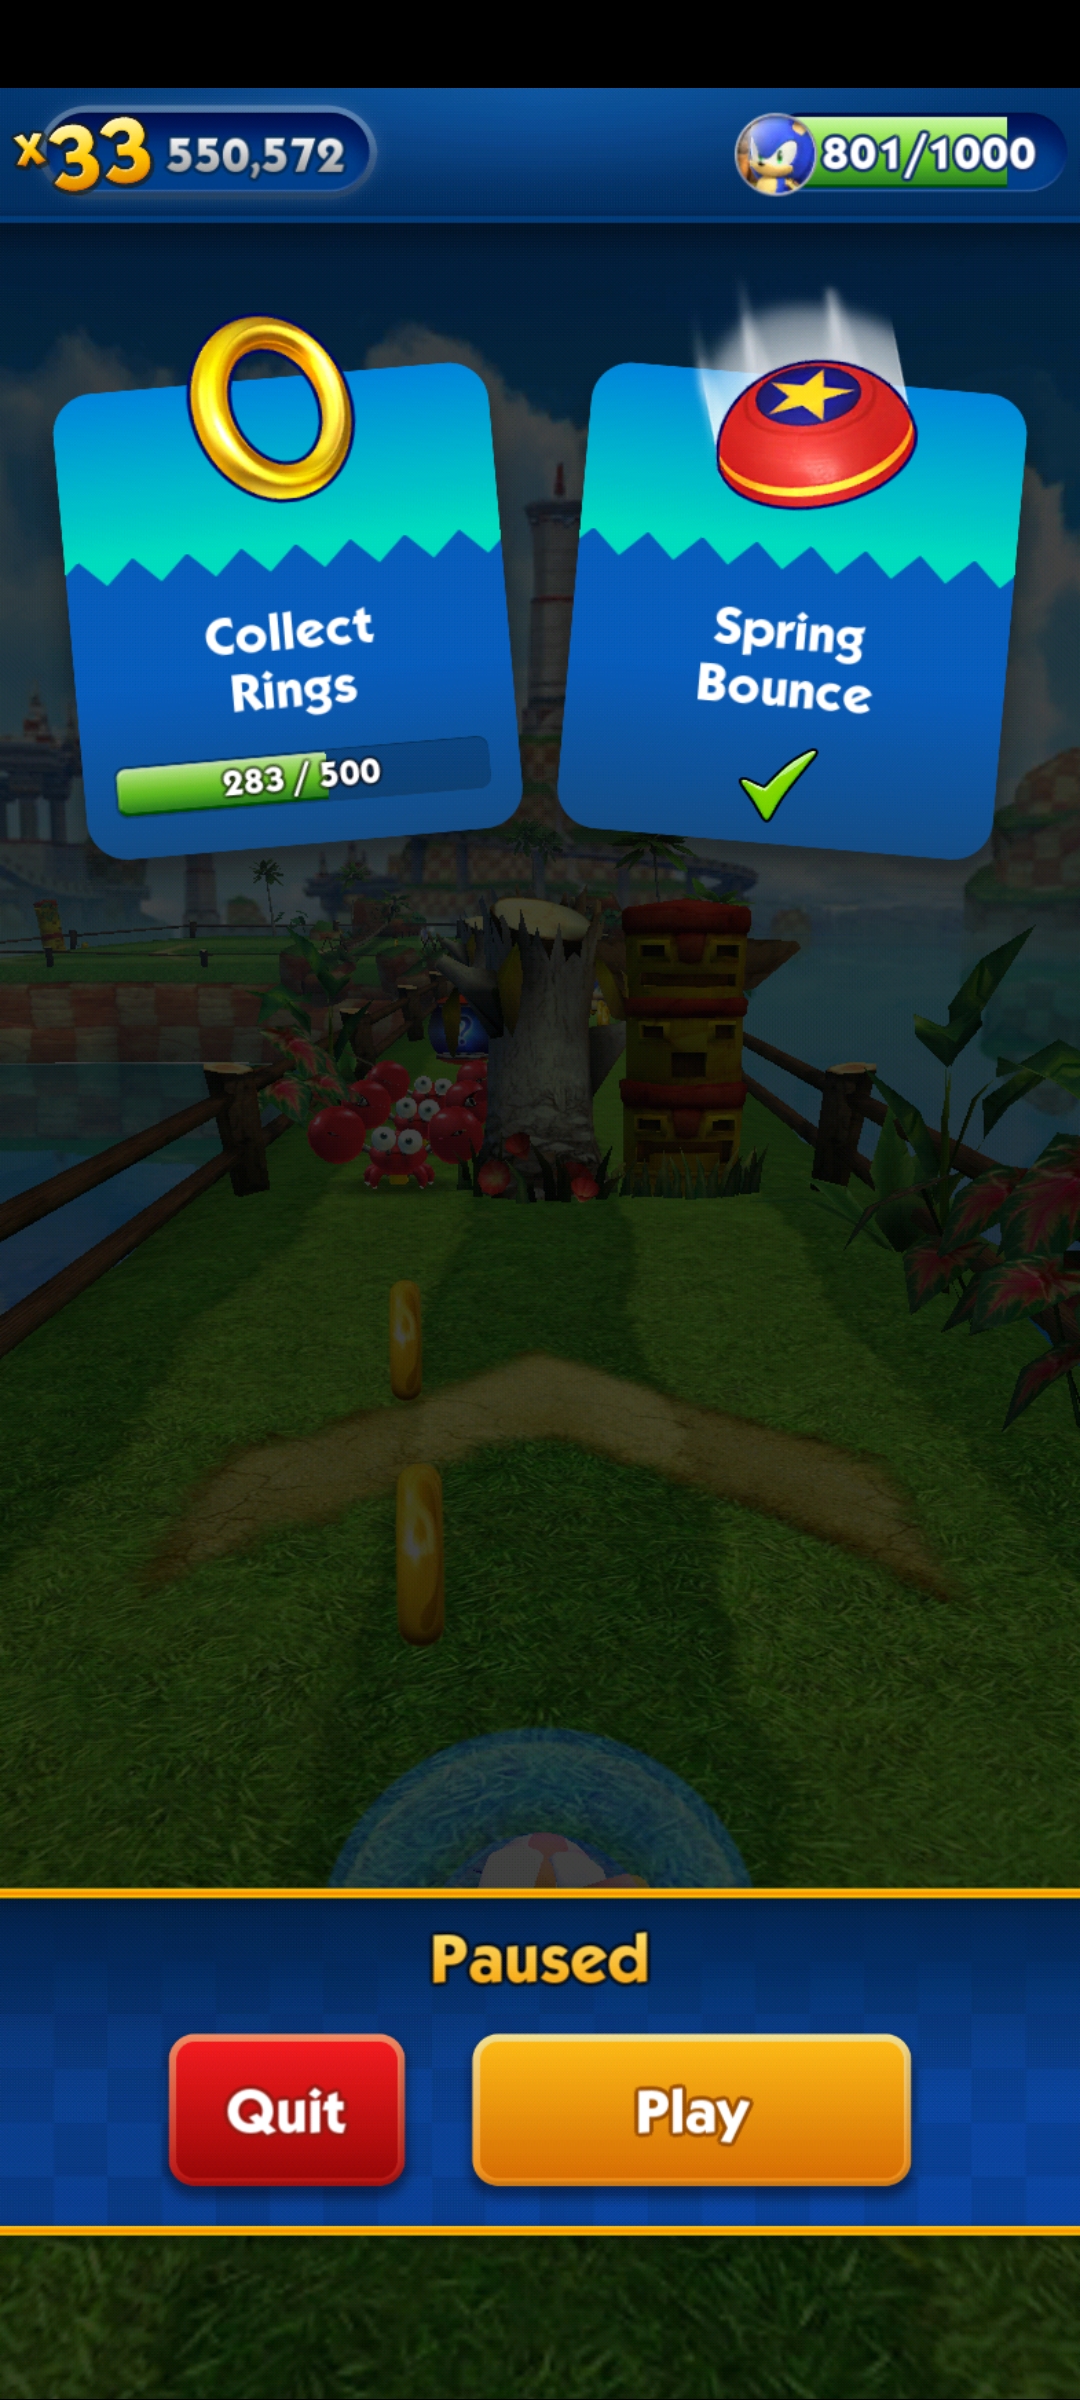 x33 550,572
801/1000
Collect
Rings
283 / 500
Spring
Bounce
?
Paused
Quit
Play